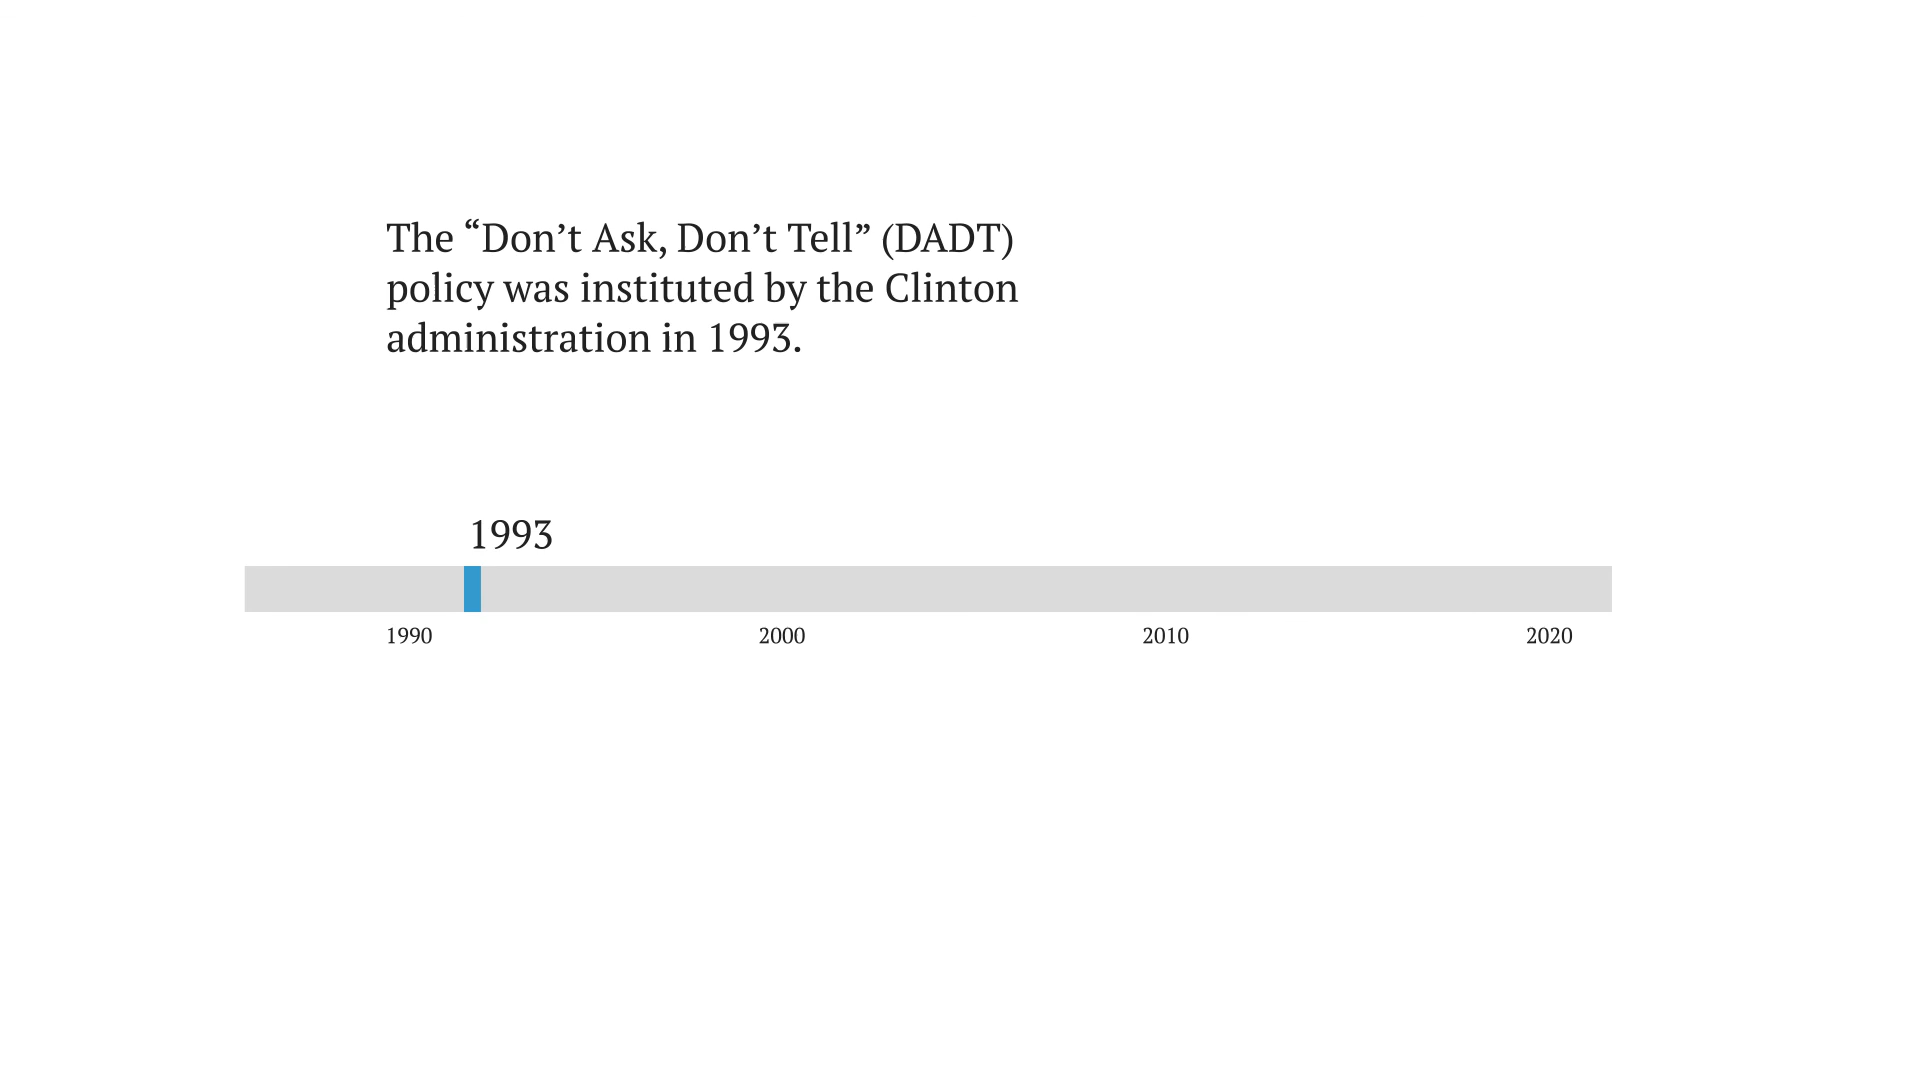 The “Don’t Ask, Don’t Tell” (DADT)
policy was instituted by the Clinton
administration in 1993.
1993
1990
2000
2010
2020